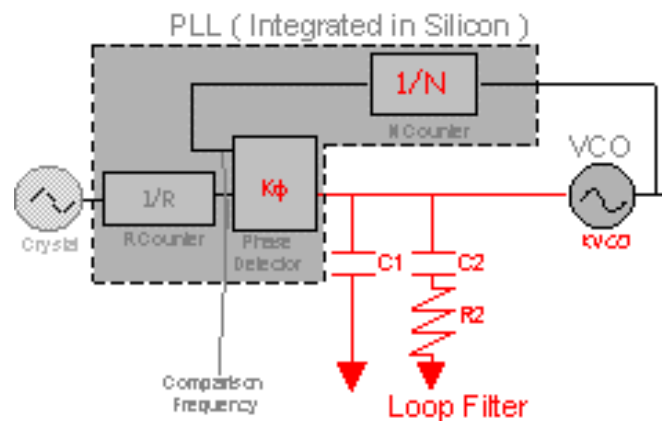 PLL ( Integrated in Silicon )
1/N
N Counter
VCO
1/R
Kϕ
Crystal
R Counter
Phase
Detector
KVCO
C1
C2
R2
Comparison
Frequency
Loop Filter